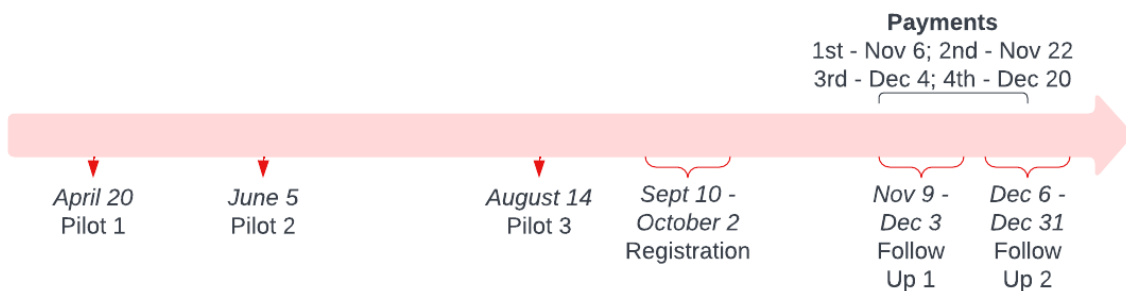 Payments
1st - Nov 6; 2nd - Nov 22
3rd - Dec 4; 4th - Dec 20
April 20
Pilot 1
June 5
Pilot 2
August 14
Pilot 3
Sept 10 -
October 2
Registration
Nov 9 -
Dec 3
Follow
Up 1
Dec 6 -
Dec 31
Follow
Up 2